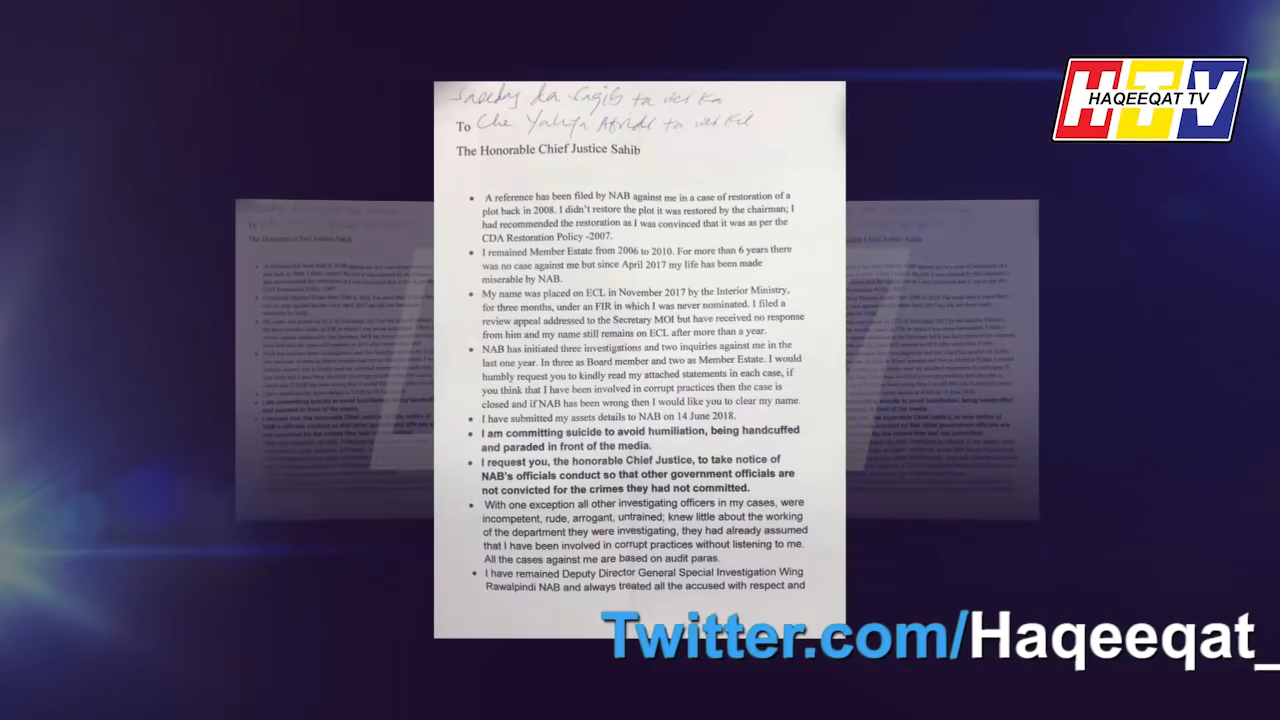 HTV
HAQEEQAT TV
To Che Yahya Afridi ta
The Honorable Chief Justice Sahib
• A reference has been filed by NAB against me in a case of restoration of a
plot back in 2008. I didn't restore the plot it was restored by the chairman; I
had recommended the restoration as I was convinced that it was as per the
CDA Restoration Policy -2007.
• I remained Member Estate from 2006 to 2010. For more than 6 years there
was no case against me but since April 2017 my life has been made
miserable by NAB.
• My name was placed on ECL in November 2017 by the Interior Ministry,
for three months, under an FIR in which I was never nominated. I filed a
review appeal addressed to the Secretary MOI but have received no response
from him and my name still remains on ECL after more than a year.
• NAB has initiated three investigations and two inquiries against me in the
last one year. In three as Board member and two as Member Estate. I would
humbly request you to kindly read my attached statements in each case, if
you think that I have been involved in corrupt practices then the case is
closed and if NAB has been wrong then I would like you to clear my name.
• I have submitted my assets details to NAB on 14 June 2018.
• I am committing suicide to avoid humiliation, being handcuffed
and paraded in front of the media.
• I request you, the honorable Chief Justice, to take notice of
NAB's officials conduct so that other government officials are
not convicted for the crimes they had not committed.
• With one exception all other investigating officers in my cases, were
incompetent, rude, arrogant, untrained; knew little about the working
of the department they were investigating, they had already assumed
that I have been involved in corrupt practices without listening to me.
All the cases against me are based on audit paras.
• I have remained Deputy Director General Special Investigation Wing
Rawalpindi NAB and always treated all the accused with respect and
Twitter.com/Haqeeqat_